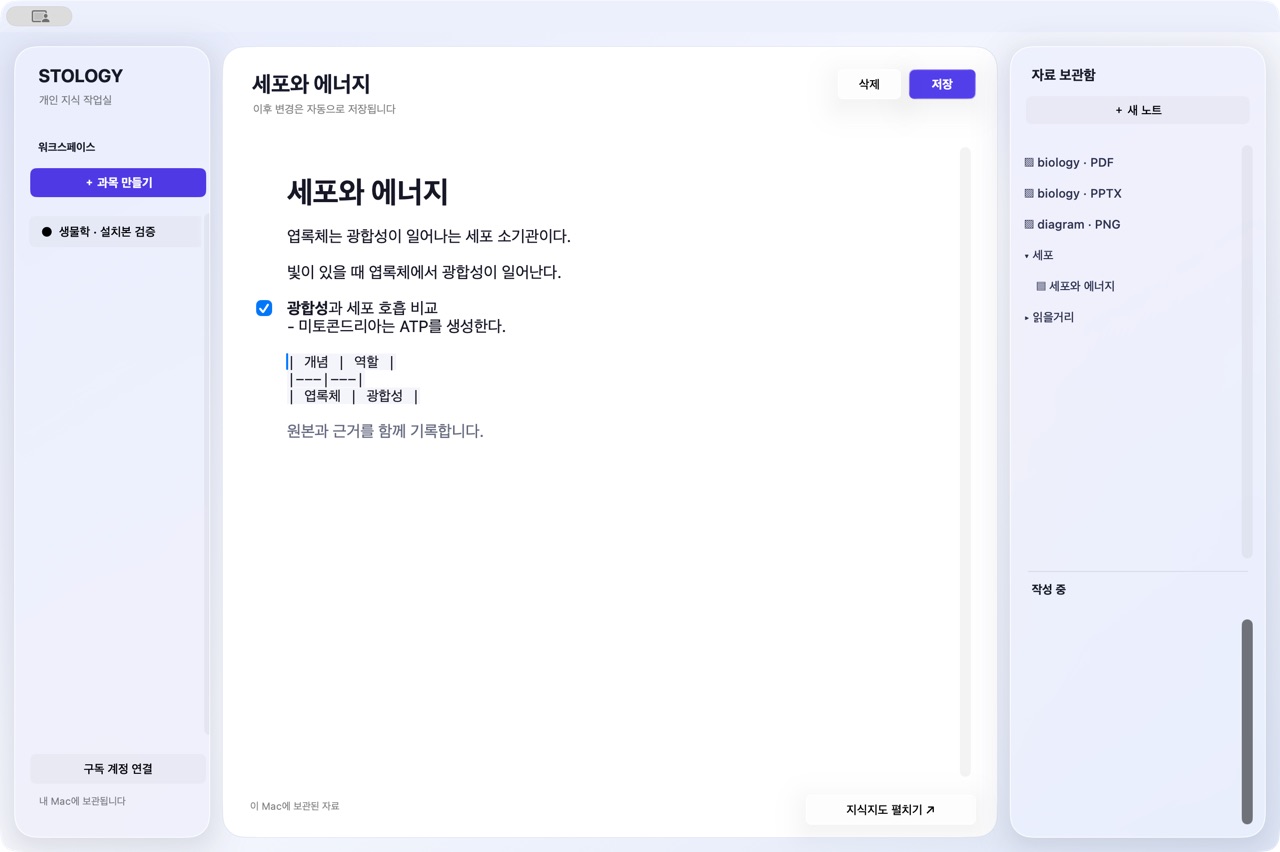 STOLOGY
개인 지식 작업실
워크스페이스
+ 과목 만들기
생물학 · 설치본 검증
구독 계정 연결
내 Mac에 보관됩니다
세포와 에너지
이후 변경은 자동으로 저장됩니다
삭제
저장
세포와 에너지
엽록체는 광합성이 일어나는 세포 소기관이다.
빛이 있을 때 엽록체에서 광합성이 일어난다.
광합성과 세포 호흡 비교
- 미토콘드리아는 ATP를 생성한다.
| 개념 | 역할 |
|---|---|
| 엽록체 | 광합성 |
원본과 근거를 함께 기록합니다.
이 Mac에 보관된 자료
지식지도 펼치기 ↗
자료 보관함
+ 새 노트
▨ biology · PDF
▨ biology · PPTX
▨ diagram · PNG
▾ 세포
▤ 세포와 에너지
▸ 읽을거리
작성 중